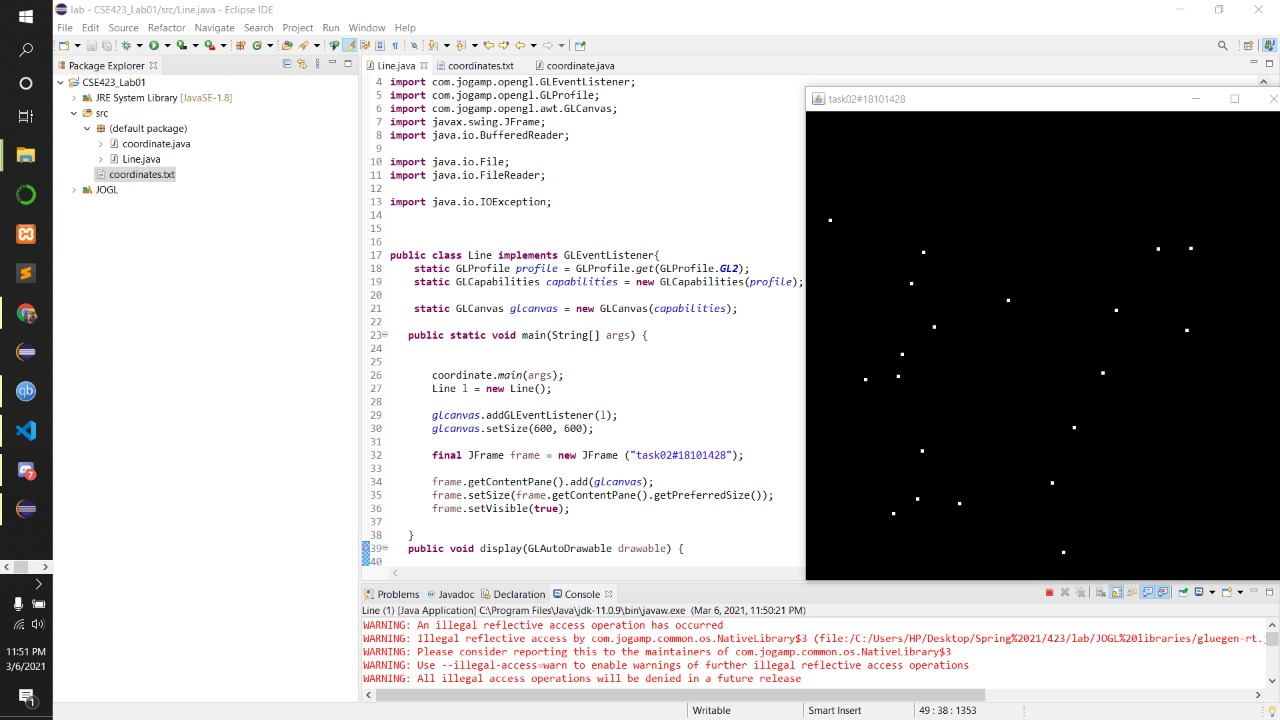 lab - CSE423_Lab01/src/Line.java - Eclipse IDE
File Edit Source Refactor Navigate Search Project Run Window Help
Package Explorer
CSE423_Lab01
JRE System Library [JavaSE-1.8]
src
(default package)
coordinate.java
Line.java
coordinates.txt
JOGL
Line.java coordinates.txt coordinate.java
4 import com.jogamp.opengl.GLEventListener;
5 import com.jogamp.opengl.GLProfile;
6 import com.jogamp.opengl.awt.GLCanvas;
7 import javax.swing.JFrame;
8 import java.io.BufferedReader;
9
10 import java.io.File;
11 import java.io.FileReader;
12
13 import java.io.IOException;
14
15
16
17 public class Line implements GLEventListener{
18 static GLProfile profile = GLProfile.get(GLProfile.GL2);
19 static GLCapabilities capabilities = new GLCapabilities(profile);
20
21 static GLCanvas glcanvas = new GLCanvas(capabilities);
22
23 public static void main(String[] args) {
24
25
26 coordinate.main(args);
27 Line l = new Line();
28
29 glcanvas.addGLEventListener(l);
30 glcanvas.setSize(600, 600);
31
32 final JFrame frame = new JFrame ("task02#18101428");
33
34 frame.getContentPane().add(glcanvas);
35 frame.setSize(frame.getContentPane().getPreferredSize());
36 frame.setVisible(true);
37
38 }
39 public void display(GLAutoDrawable drawable) {
40
task02#18101428
Problems Javadoc Declaration Console
Line (1) [Java Application] C:\Program Files\Java\jdk-11.0.9\bin\javaw.exe (Mar 6, 2021, 11:50:21 PM)
WARNING: An illegal reflective access operation has occurred
WARNING: Illegal reflective access by com.jogamp.common.os.NativeLibrary$3 (file:/C:/Users/HP/Desktop/Spring%2021/423/lab/JOGL%20libraries/gluegen-rt.
WARNING: Please consider reporting this to the maintainers of com.jogamp.common.os.NativeLibrary$3
WARNING: Use --illegal-access=warn to enable warnings of further illegal reflective access operations
WARNING: All illegal access operations will be denied in a future release
Writable Smart Insert 49 : 38 : 1353
qb
7
11:51 PM
3/6/2021
1